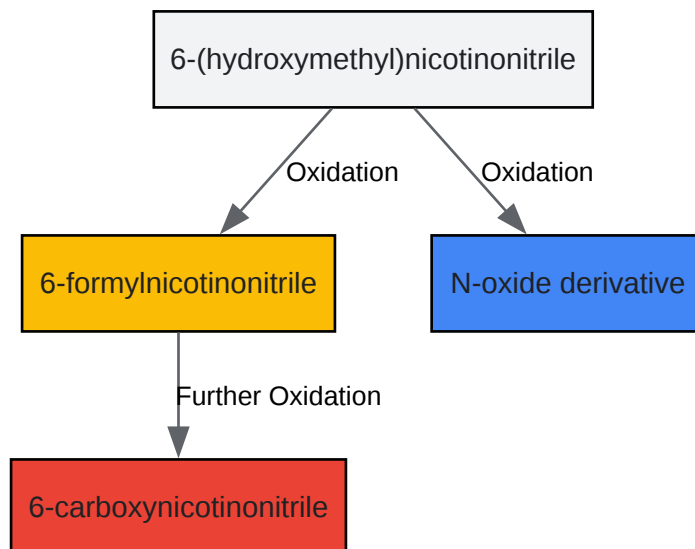 6-(hydroxymethyl)nicotinonitrile
Oxidation
Oxidation
6-formylnicotinonitrile
N-oxide derivative
Further Oxidation
6-carboxynicotinonitrile